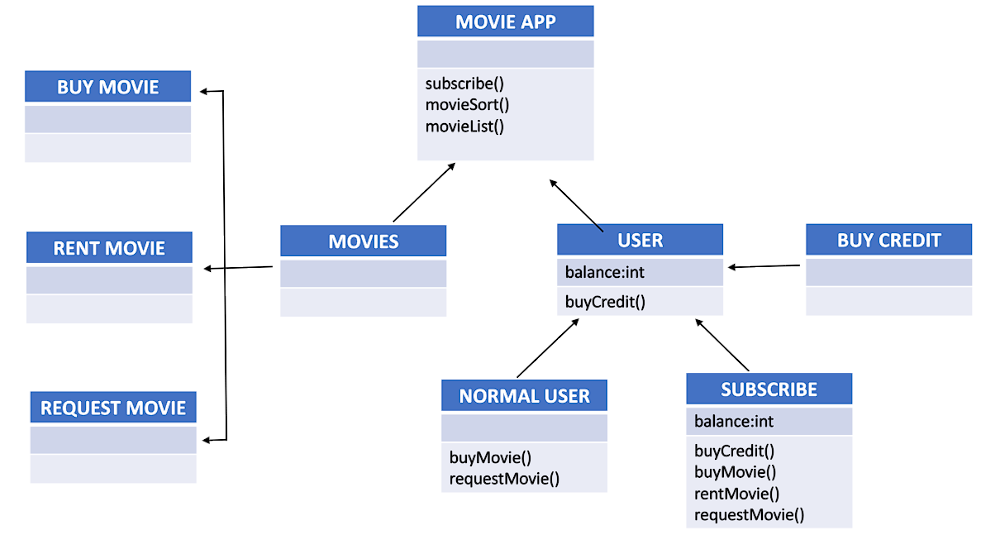 MOVIE APP
subscribe()
movieSort()
movieList()
BUY MOVIE
RENT MOVIE
REQUEST MOVIE
MOVIES
USER
balance:int
buyCredit()
BUY CREDIT
NORMAL USER
buyMovie()
requestMovie()
SUBSCRIBE
balance:int
buyCredit()
buyMovie()
rentMovie()
requestMovie()